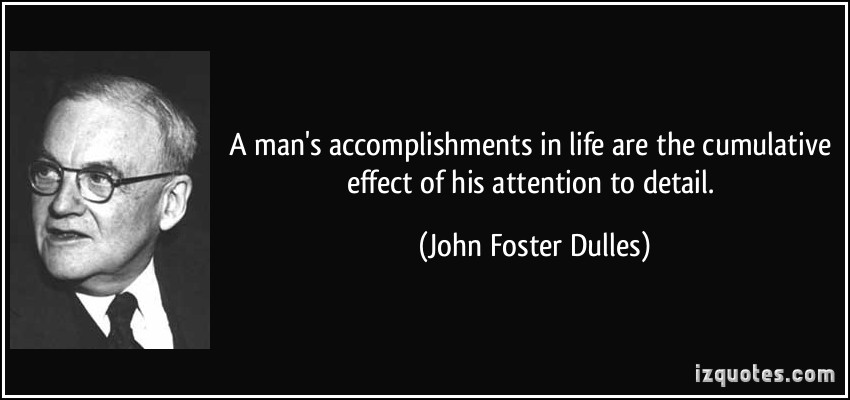 A man's accomplishments in life are the cumulative
effect of his attention to detail.
(John Foster Dulles)
izquotes.com